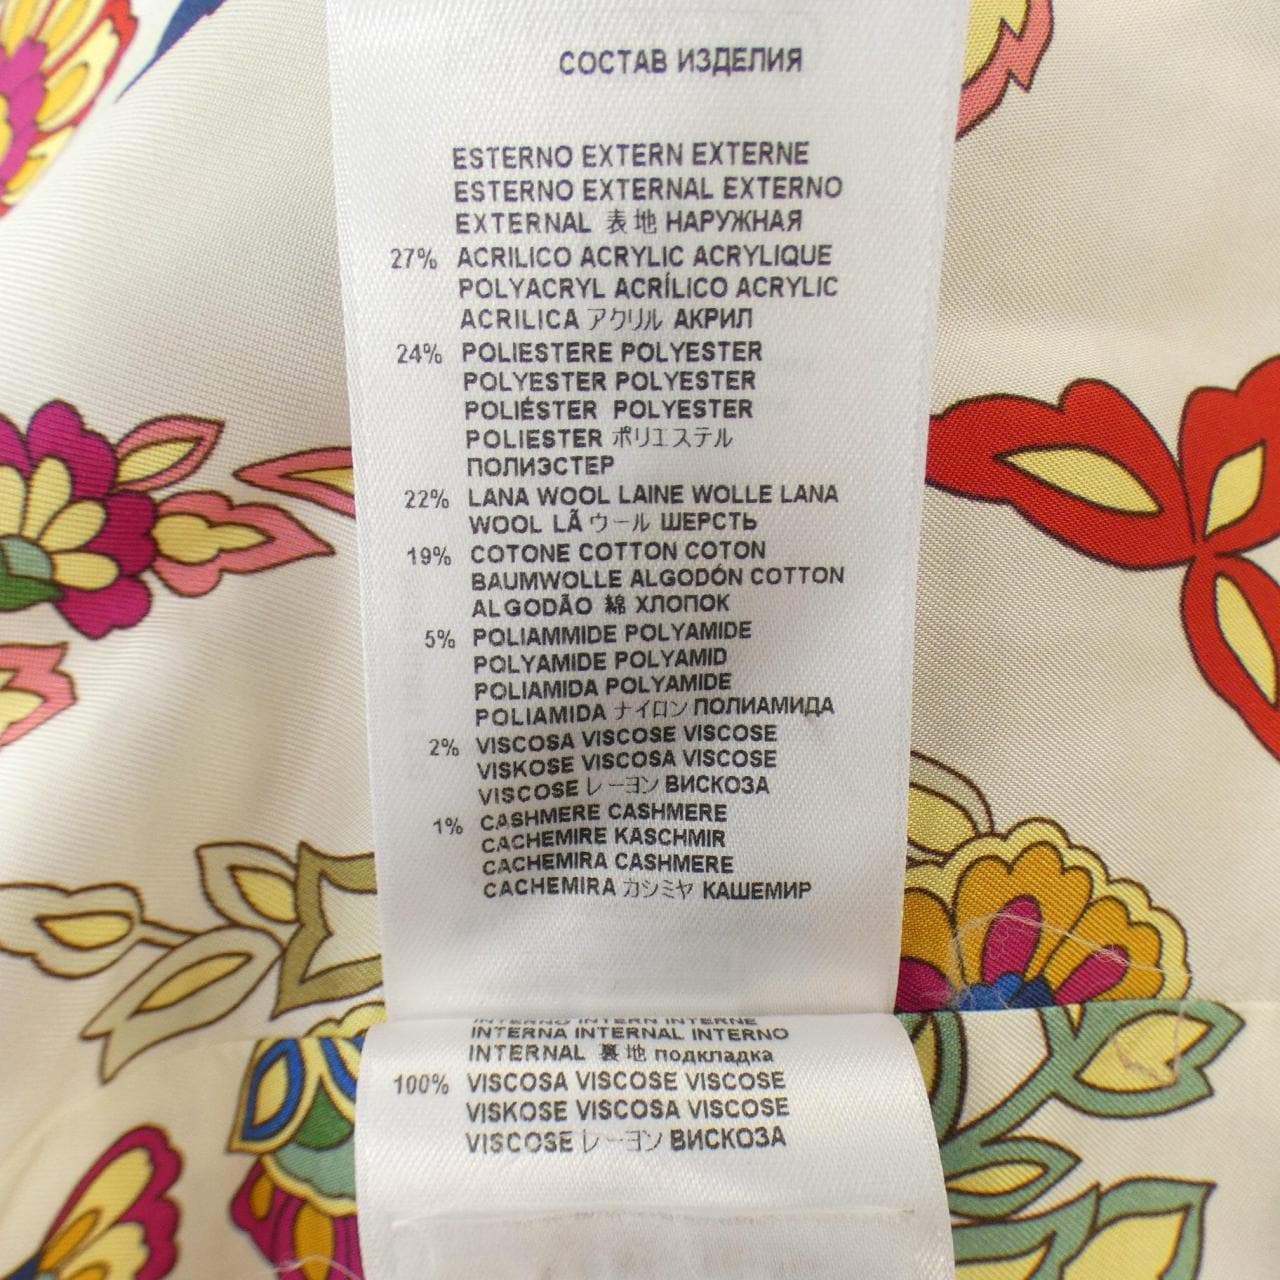 СОСТАВ ИЗДЕЛИЯ
ESTERNO EXTERN EXTERNE
ESTERNO EXTERNAL EXTERNO
EXTERNAL 表地 НАРУЖНАЯ
27% ACRILICO ACRYLIC ACRYLIQUE
POLYACRYL ACRÍLICO ACRYLIC
ACRILICA アクリル АКРИЛ
24% POLIESTERE POLYESTER
POLYESTER POLYESTER
POLIÉSTER POLYESTER
POLIESTER ポリエステル
ПОЛИЭСТЕР
22% LANA WOOL LAINE WOLLE LANA
WOOL LÃ ウール ШЕРСТЬ
19% COTONE COTTON COTON
BAUMWOLLE ALGODÓN COTTON
ALGODÃO 綿 ХЛОПОК
5% POLIAMMIDE POLYAMIDE
POLYAMIDE POLYAMID
POLIAMIDA POLYAMIDE
POLIAMIDA ナイロン ПОЛИАМИДА
2% VISCOSA VISCOSE VISCOSE
VISKOSE VISCOSA VISCOSE
VISCOSE レーヨン ВИСКОЗА
1% CASHMERE CASHMERE
CACHEMIRE KASCHMIR
CACHEMIRA CASHMERE
CACHEMIRA カシミヤ КАШЕМИР
INTERNO INTERN INTERNE
INTERNA INTERNAL INTERNO
INTERNAL 裏地 подкладка
100% VISCOSA VISCOSE VISCOSE
VISKOSE VISCOSA VISCOSE
VISCOSE レーヨン ВИСКОЗА